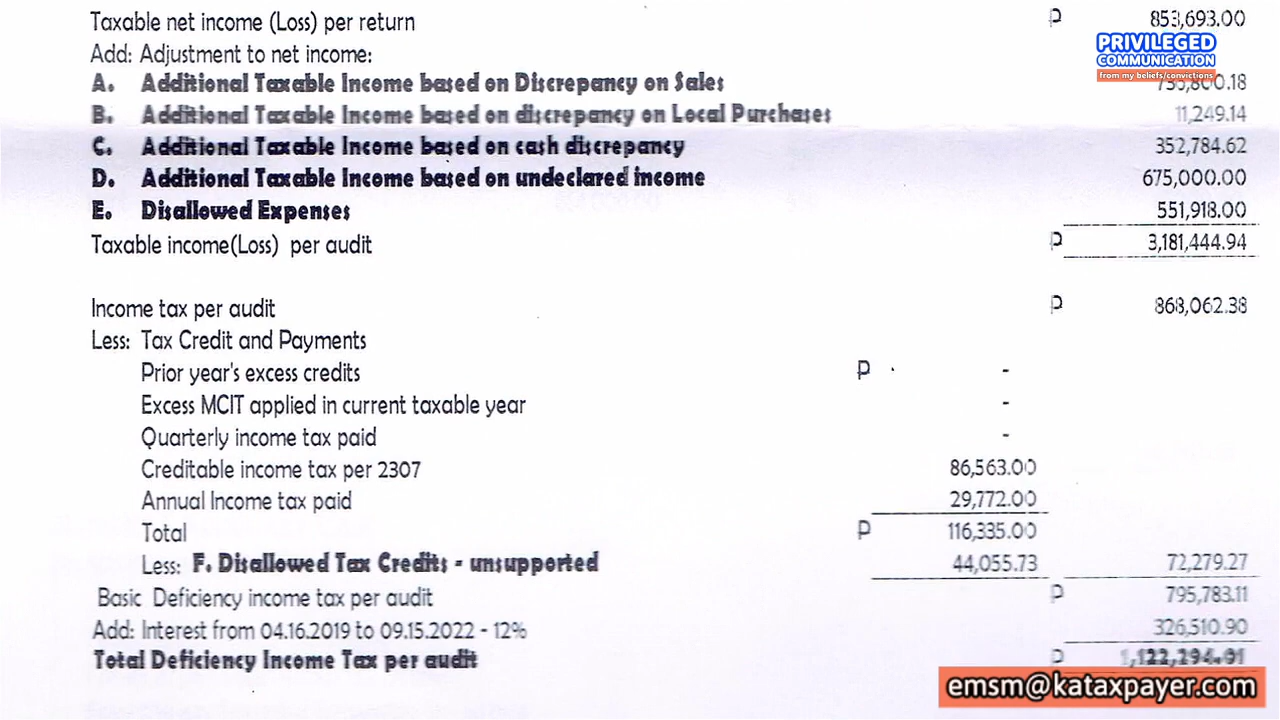 Taxable net income (Loss) per return ₱ 853,693.00
PRIVILEGED
COMMUNICATION
from my beliefs/convictions
Add: Adjustment to net income:
A. Additional Taxable Income based on Discrepancy on Sales
B. Additional Taxable Income based on discrepancy on Local Purchases 11,249.14
C. Additional Taxable Income based on cash discrepancy 352,784.62
D. Additional Taxable Income based on undeclared income 675,000.00
E. Disallowed Expenses 551,918.00
Taxable income(Loss) per audit ₱ 3,181,444.94
Income tax per audit ₱ 868,062.38
Less: Tax Credit and Payments
Prior year's excess credits ₱ -
Excess MCIT applied in current taxable year -
Quarterly income tax paid -
Creditable income tax per 2307 86,563.00
Annual Income tax paid 29,772.00
Total ₱ 116,335.00
Less: F. Disallowed Tax Credits - unsupported 44,055.73 72,279.27
Basic Deficiency income tax per audit ₱ 795,783.11
Add: Interest from 04.16.2019 to 09.15.2022 - 12% 326,510.90
Total Deficiency Income Tax per audit ₱ 1,122,294.01
emsm@kataxpayer.com